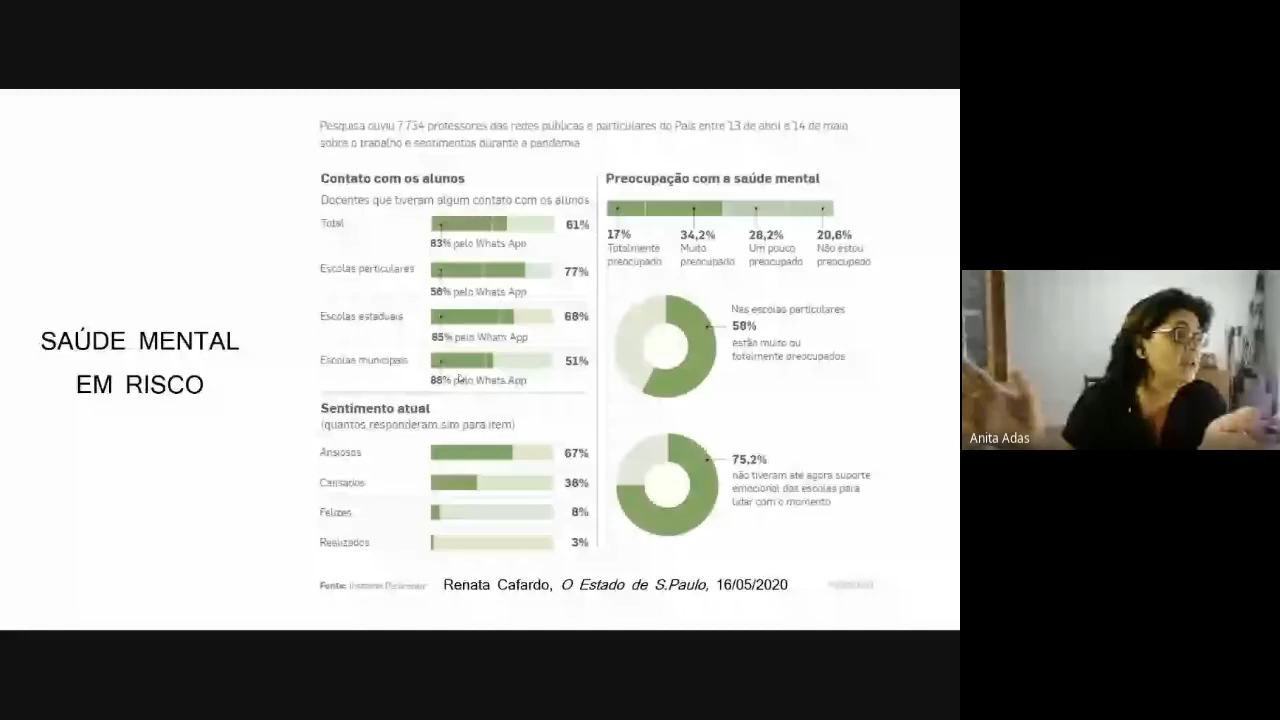 SAÚDE MENTAL
EM RISCO
Pesquisa ouviu 7.734 professores das redes públicas e particulares do País entre 13 de abril e 14 de maio
sobre o trabalho e sentimentos durante a pandemia
Contato com os alunos
Docentes que tiveram algum contato com os alunos
Total
61%
83% pelo Whats App
Escolas particulares
77%
58% pelo Whats App
Escolas estaduais
68%
85% pelo Whats App
Escolas municipais
51%
88% pelo Whats App
Sentimento atual
(quantos responderam sim para item)
Ansiosos
67%
Cansados
38%
Felizes
8%
Realizados
3%
Preocupação com a saúde mental
17%
Totalmente
preocupado
34,2%
Muito
preocupado
28,2%
Um pouco
preocupado
20,6%
Não estou
preocupado
Nas escolas particulares
58%
estão muito ou
totalmente preocupados
75,2%
não tiveram até agora suporte
emocional das escolas para
lidar com o momento
Fonte: Instituto Península
Renata Cafardo, O Estado de S.Paulo, 16/05/2020
Anita Adas